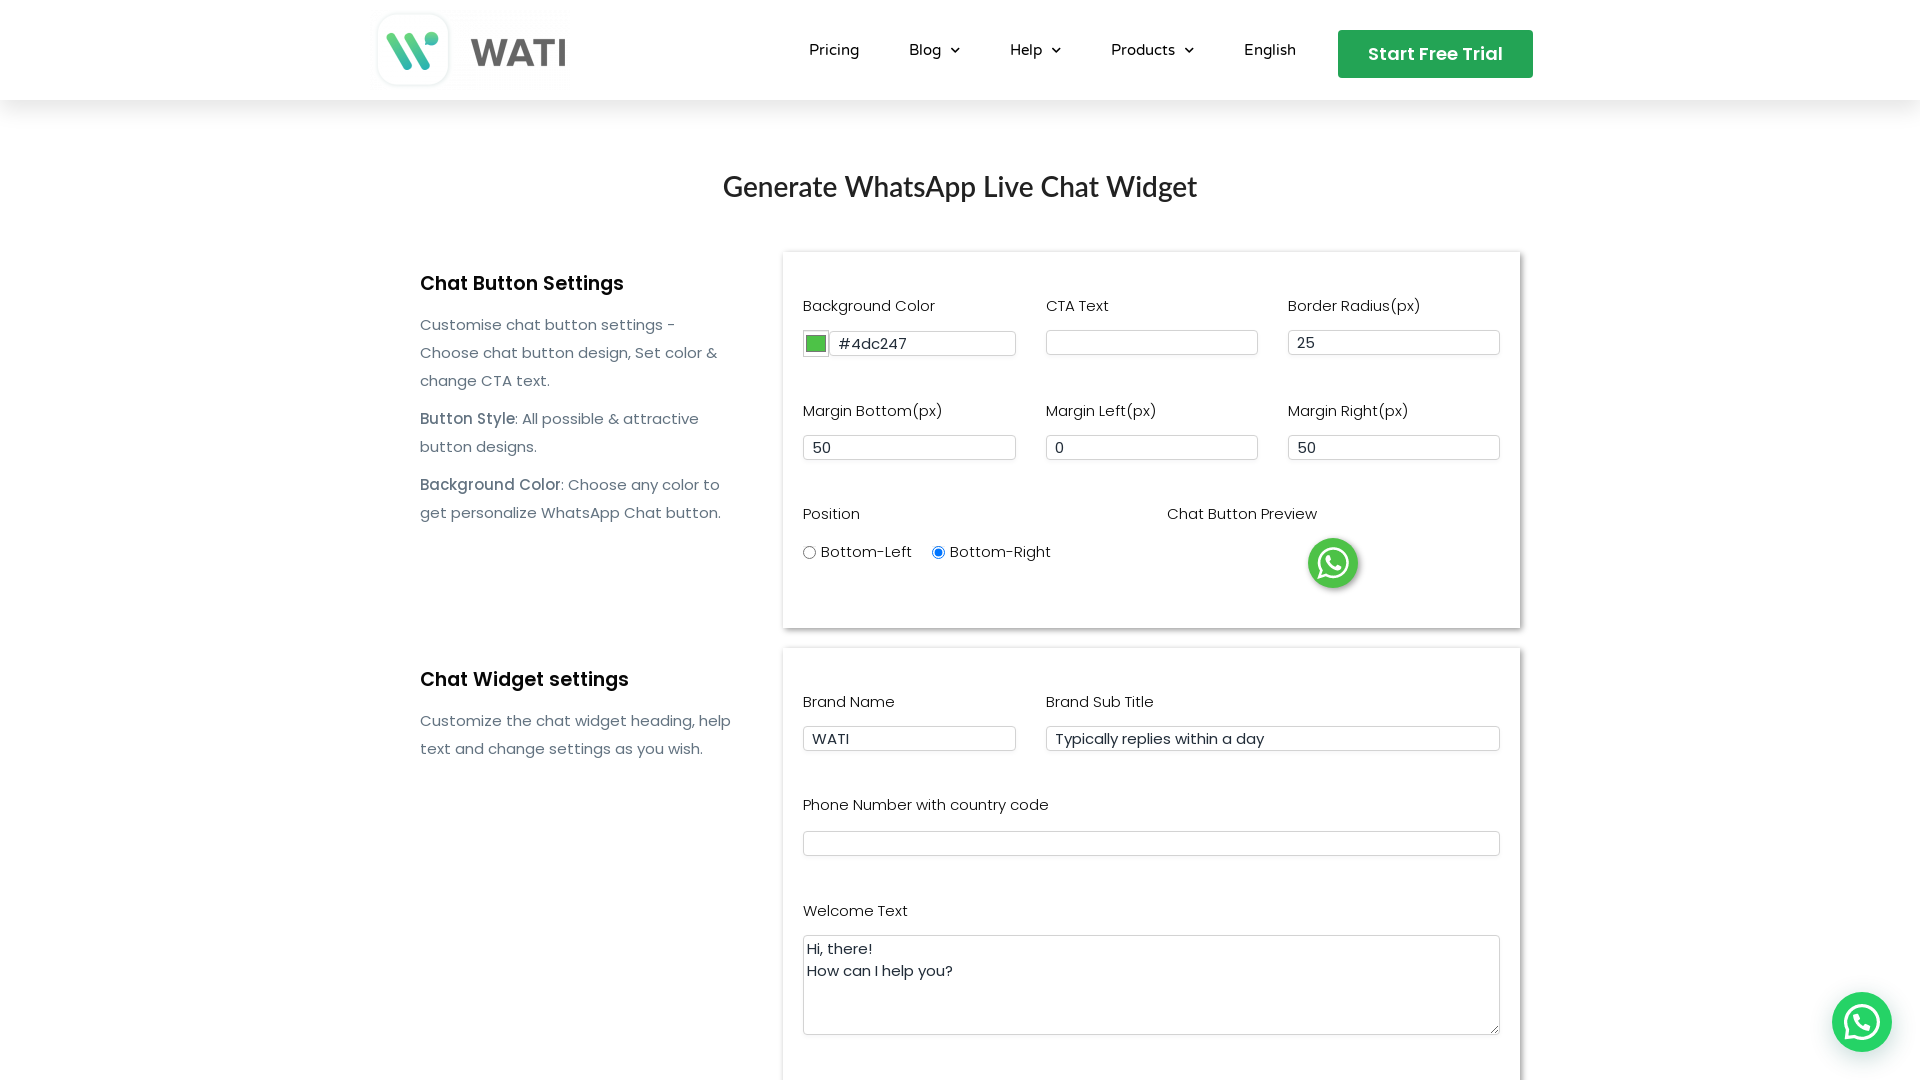 WATI
Pricing
Blog
Help
Products
English
Start Free Trial
Generate WhatsApp Live Chat Widget
Chat Button Settings
Customise chat button settings -
Choose chat button design, Set color &
change CTA text.
Button Style: All possible & attractive
button designs.
Background Color: Choose any color to
get personalize WhatsApp Chat button.
Background Color
CTA Text
Border Radius(px)
#4dc247
25
Margin Bottom(px)
Margin Left(px)
Margin Right(px)
50
0
50
Position
Chat Button Preview
Bottom-Left
Bottom-Right
Chat Widget settings
Customize the chat widget heading, help
text and change settings as you wish.
Brand Name
Brand Sub Title
WATI
Typically replies within a day
Phone Number with country code
Welcome Text
Hi, there!
How can I help you?